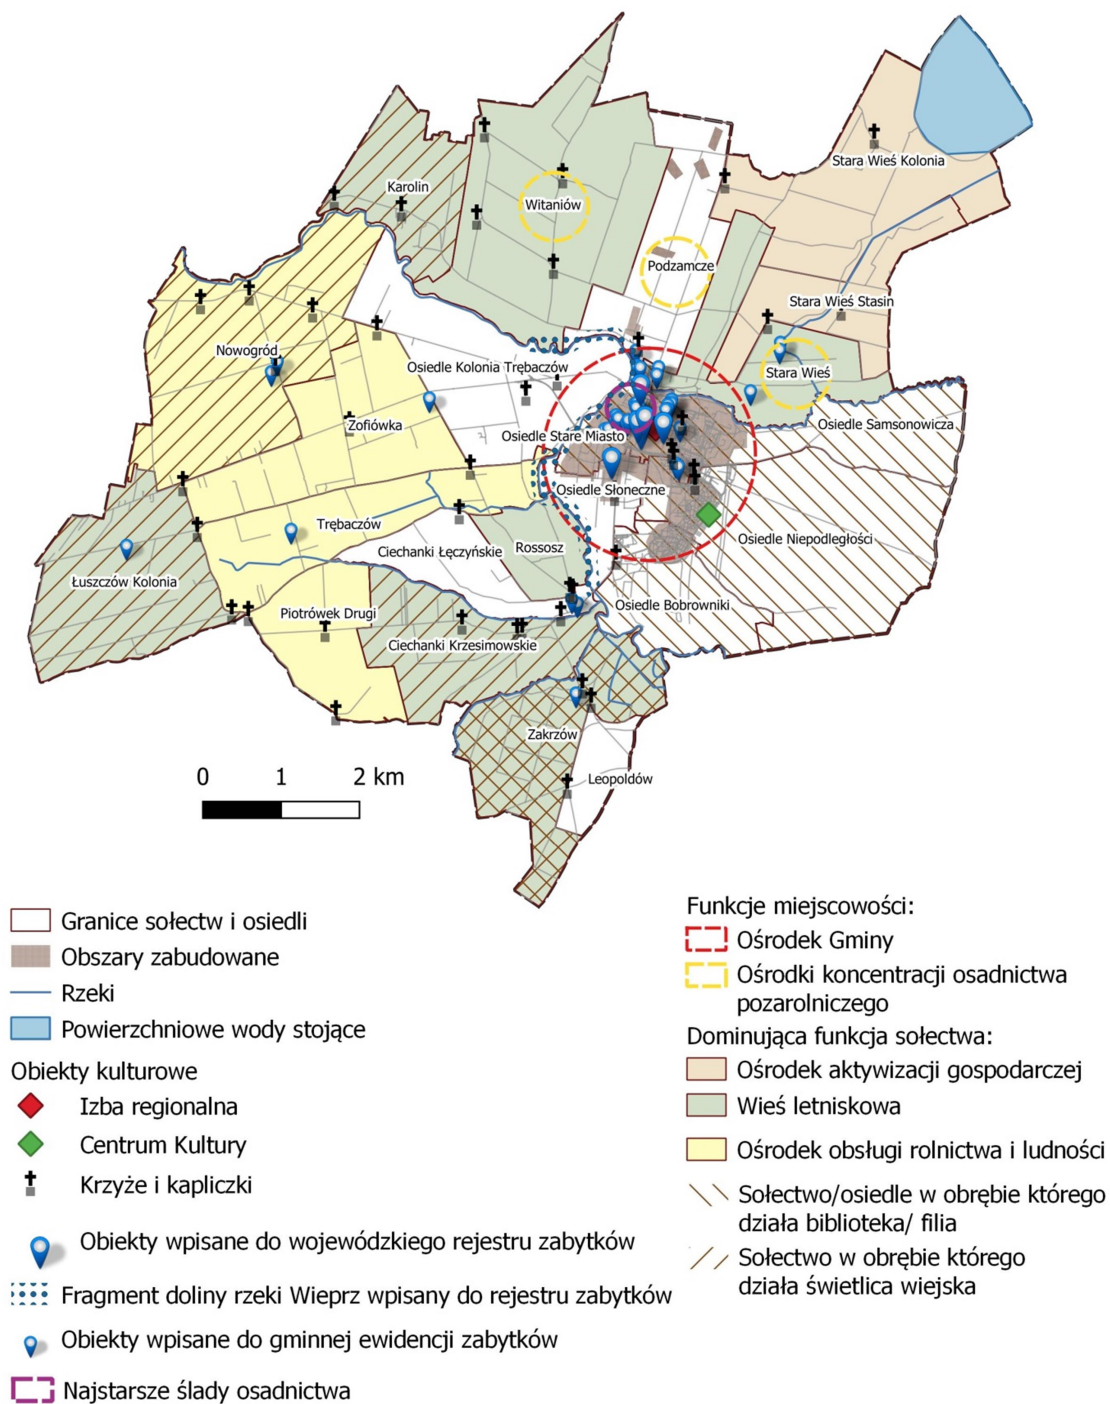 Stara Wieś Kolonia
Karolin
Witaniów
Podzamcze
Stara Wieś Stasin
Nowogród
Osiedle Kolonia Trębaczów
Stara Wieś
Zofiówka
Osiedle Stare Miasto
Osiedle Samsonowicza
Osiedle Słoneczne
Trębaczów
Osiedle Niepodległości
Ciechanki Łęczyńskie
Rossosz
Łuszczów Kolonia
Piotrówek Drugi
Osiedle Bobrowniki
Ciechanki Krzesimowskie
Zakrzów
Leopoldów
0 1 2 km
Granice sołectw i osiedli
Obszary zabudowane
Rzeki
Powierzchniowe wody stojące
Obiekty kulturowe
Izba regionalna
Centrum Kultury
Krzyże i kapliczki
Obiekty wpisane do wojewódzkiego rejestru zabytków
Fragment doliny rzeki Wieprz wpisany do rejestru zabytków
Obiekty wpisane do gminnej ewidencji zabytków
Najstarsze ślady osadnictwa
Funkcje miejscowości:
Ośrodek Gminy
Ośrodki koncentracji osadnictwa
pozarolniczego
Dominująca funkcja sołectwa:
Ośrodek aktywizacji gospodarczej
Wieś letniskowa
Ośrodek obsługi rolnictwa i ludności
Sołectwo/osiedle w obrębie którego
działa biblioteka/ filia
Sołectwo w obrębie którego
działa świetlica wiejska